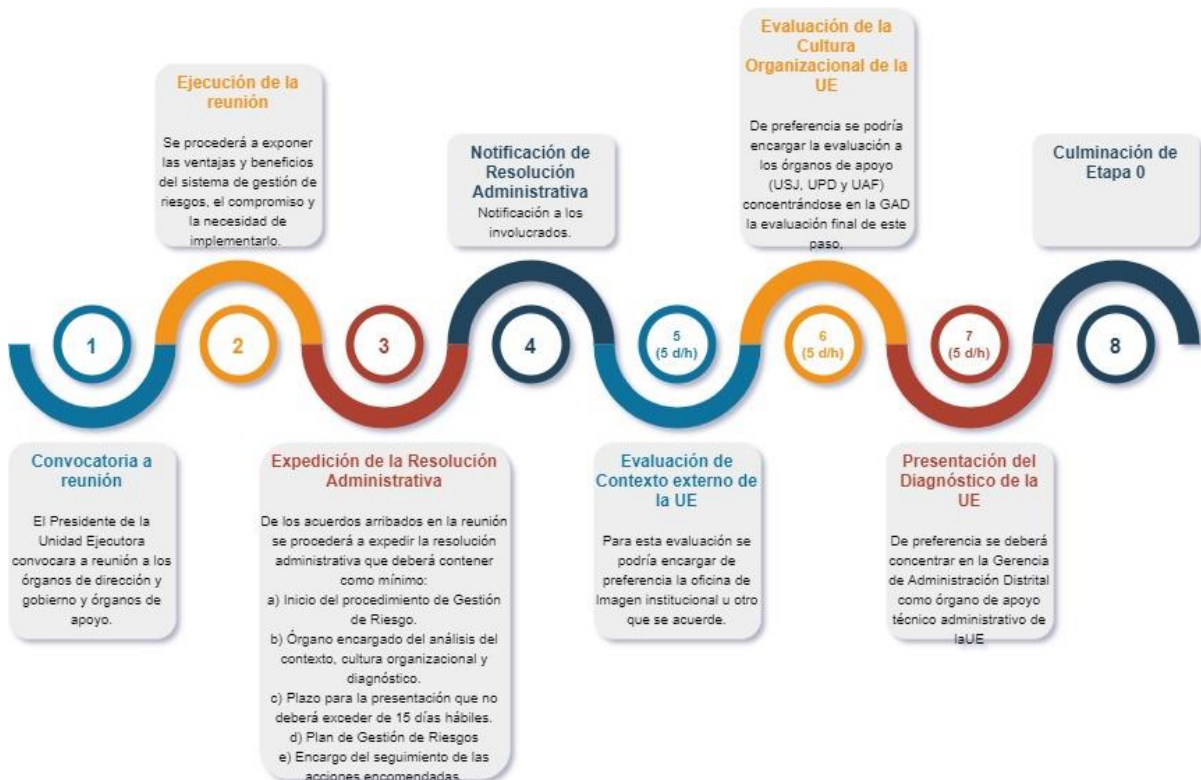 1
Convocatoria a
reunión
El Presidente de la
Unidad Ejecutora
convocara a reunión a los
órganos de dirección y
gobierno y órganos de
apoyo.
Ejecución de la
reunión
Se procederá a exponer
las ventajas y beneficios
del sistema de gestión de
riesgos, el compromiso y
la necesidad de
implementarlo.
2
3
Expedición de la Resolución
Administrativa
De los acuerdos arribados en la reunión
se procederá a expedir la resolución
administrativa que deberá contener
como mínimo:
a) Inicio del procedimiento de Gestión
de Riesgo.
b) Órgano encargado del análisis del
contexto, cultura organizacional y
diagnóstico.
c) Plazo para la presentación que no
deberá exceder de 15 días hábiles.
d) Plan de Gestión de Riesgos
e) Encargo del seguimiento de las
acciones encomendadas
Notificación de
Resolución
Administrativa
Notificación a los
involucrados.
4
5
(5 d/h)
Evaluación de
Contexto externo de
la UE
Para esta evaluación se
podría encargar de
preferencia la oficina de
Imagen institucional u otro
que se acuerde.
Evaluación de la
Cultura
Organizacional de la
UE
De preferencia se podría
encargar la evaluación a
los órganos de apoyo
(USJ, UPD y UAF)
concentrándose en la GAD
la evaluación final de este
paso,
6
(5 d/h)
7
(5 d/h)
Presentación del
Diagnóstico de la
UE
De preferencia se deberá
concentrar en la Gerencia
de Administración Distrital
como órgano de apoyo
técnico administrativo de
laUE
Culminación de
Etapa 0
8